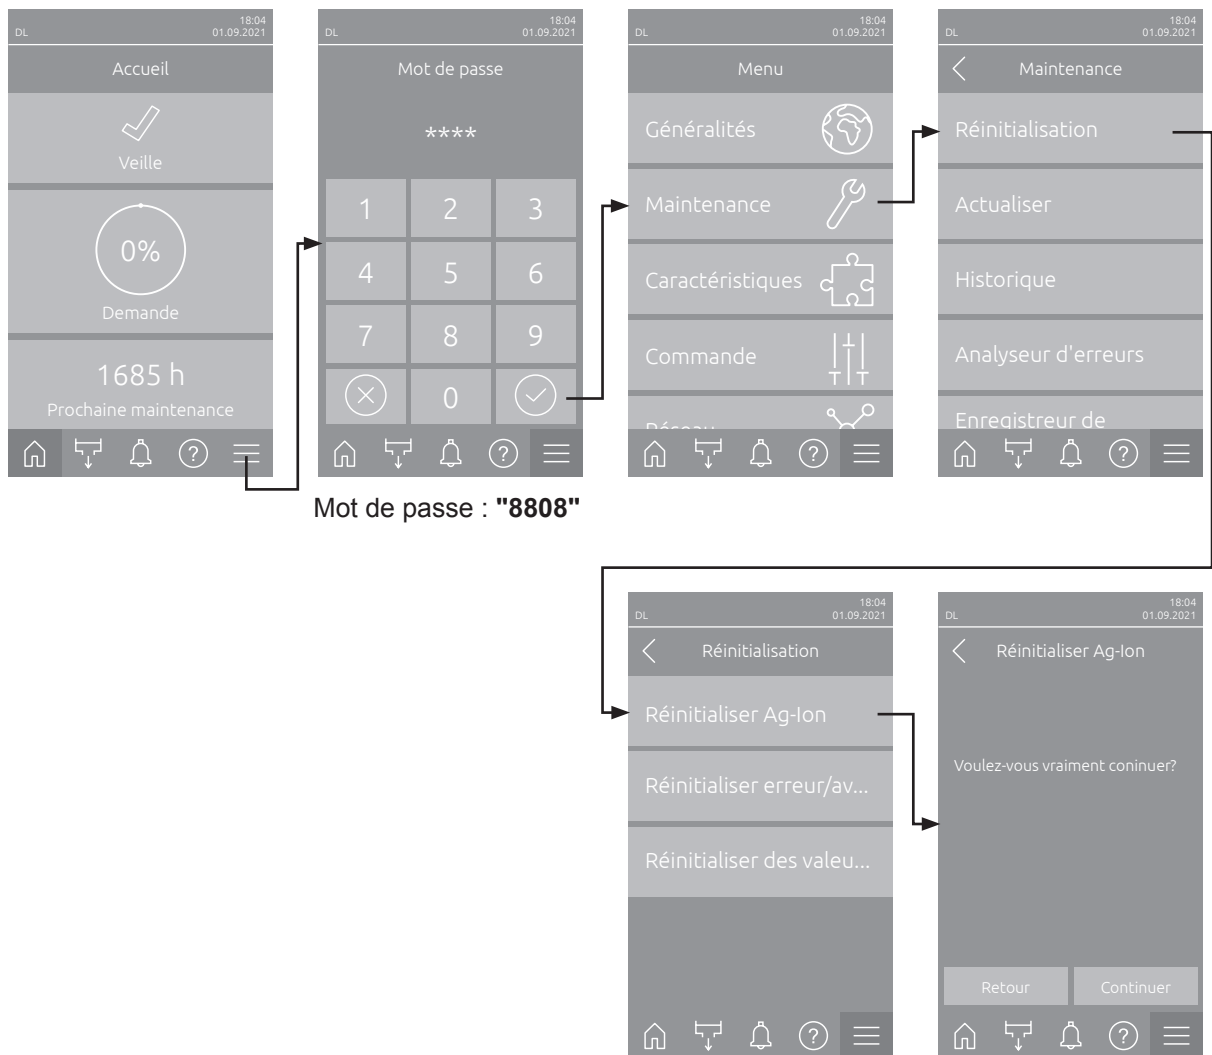 18:04
DL 01.09.2021
Accueil
Veille
0%
Demande
1685 h
Prochaine maintenance
18:04
DL 01.09.2021
Mot de passe
****
1 2 3
4 5 6
7 8 9
0
?
?
Mot de passe : "8808"
18:04
DL 01.09.2021
Menu
Généralités
Maintenance
Caractéristiques
Commande
Réseau
?
18:04
DL 01.09.2021
Maintenance
Réinitialisation
Actualiser
Historique
Analyseur d'erreurs
Enregistreur de
?
18:04
DL 01.09.2021
Réinitialisation
Réinitialiser Ag-Ion
Réinitialiser erreur/av...
Réinitialiser des valeu...
?
18:04
DL 01.09.2021
Réinitialiser Ag-Ion
Voulez-vous vraiment coninuer?
Retour Continuer
?